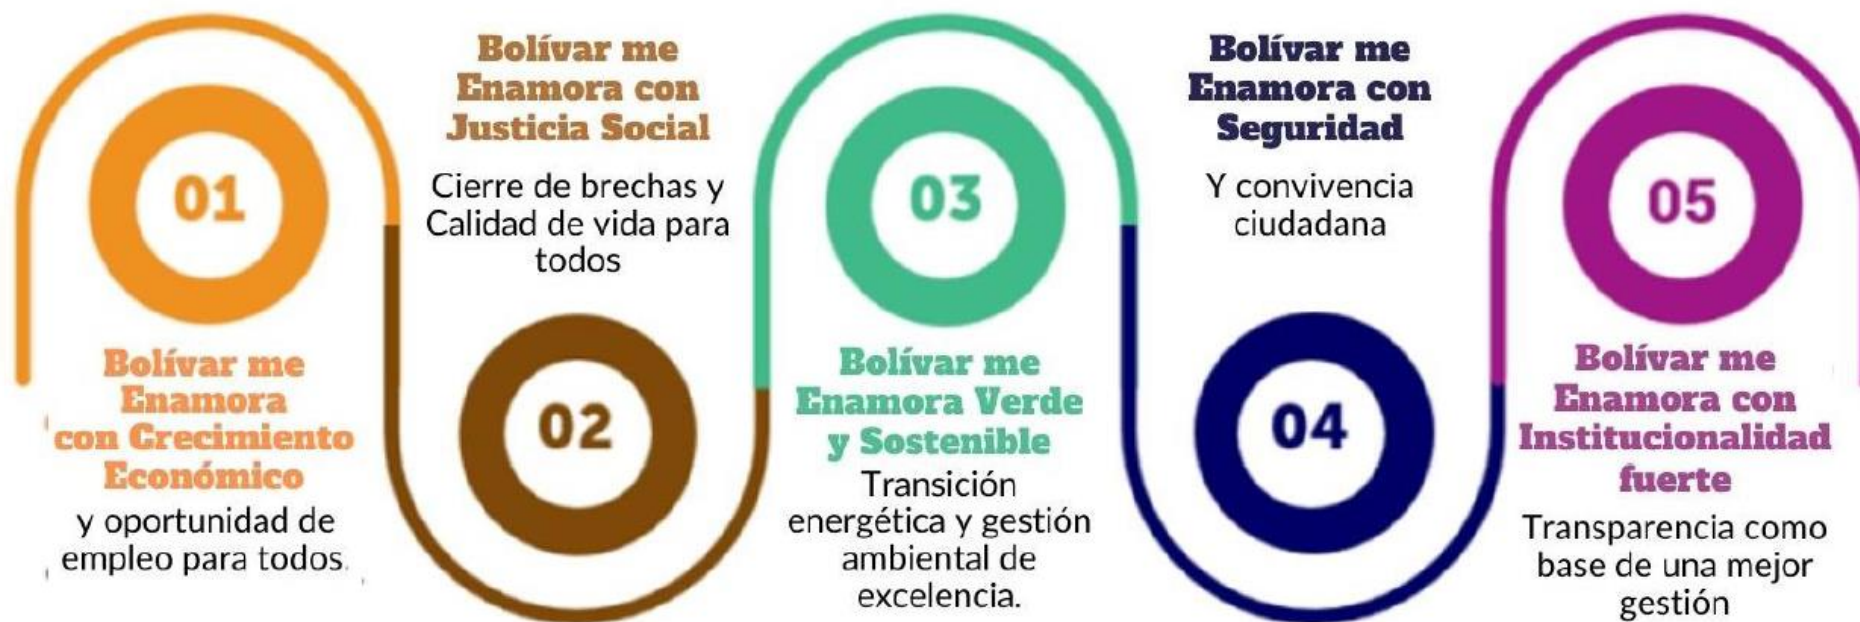 01
Bolívar me
Enamora
con Crecimiento
Económico
y oportunidad de
empleo para todos.
Bolívar me
Enamora con
Justicia Social
Cierre de brechas y
Calidad de vida para
todos
02
03
Bolívar me
Enamora Verde
y Sostenible
Transición
energética y gestión
ambiental de
excelencia.
Bolívar me
Enamora con
Seguridad
Y convivencia
ciudadana
04
05
Bolívar me
Enamora con
Institucionalidad
fuerte
Transparencia como
base de una mejor
gestión